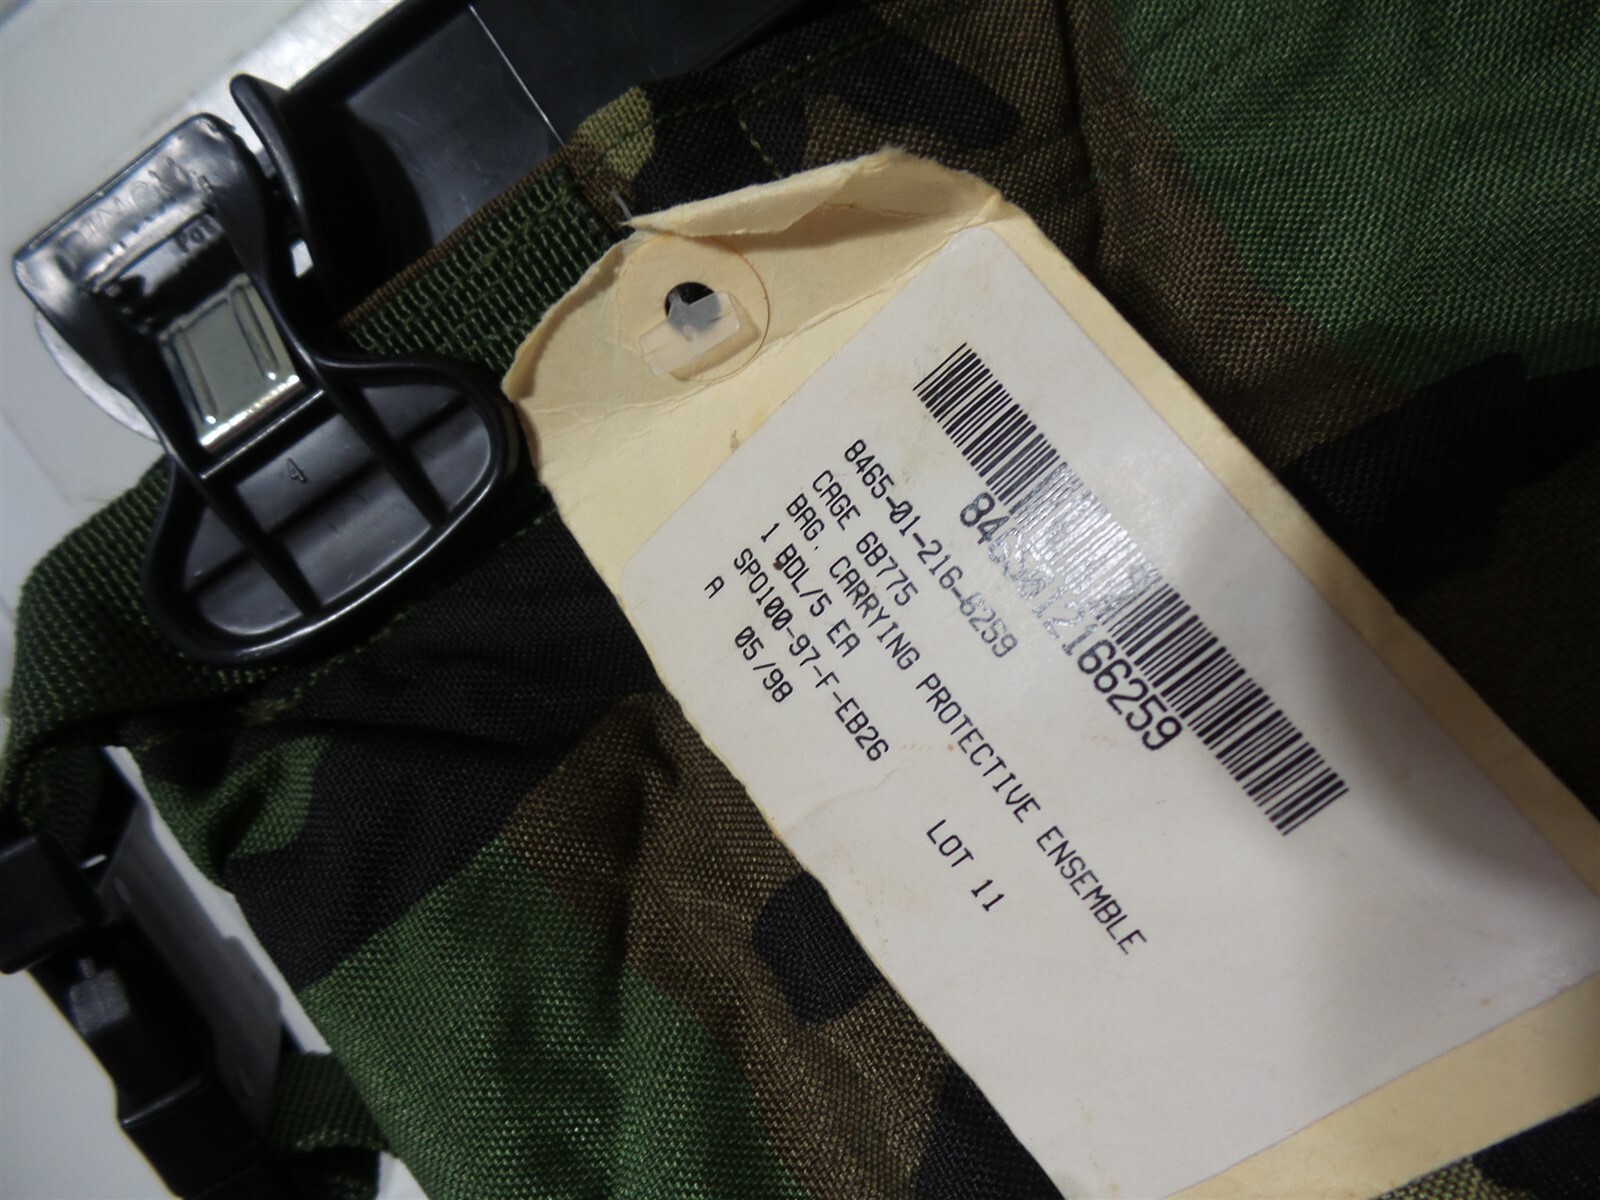 8465012166259
8465-01-216-6259
CAGE 6B775
BAG, CARRYING PROTECTIVE ENSEMBLE
1 BDL/5 EA
SPO100-97-F-EB26 LOT 11
A 05/98
4